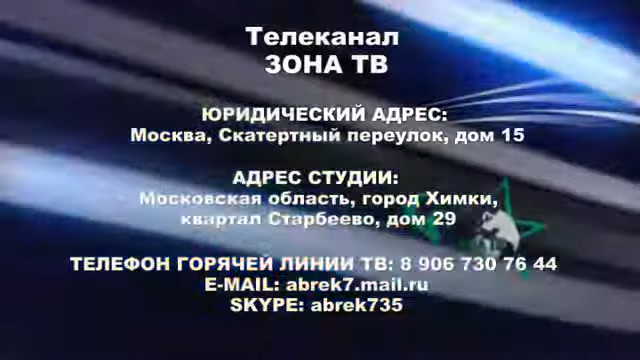 Телеканал
ЗОНА ТВ
ЮРИДИЧЕСКИЙ АДРЕС:
Москва, Скатертный переулок, дом 15
АДРЕС СТУДИИ:
Московская область, город Химки,
квартал Старбеево, дом 29
ТЕЛЕФОН ГОРЯЧЕЙ ЛИНИИ ТВ: 8 906 730 76 44
E-MAIL: abrek7.mail.ru
SKYPE: abrek735